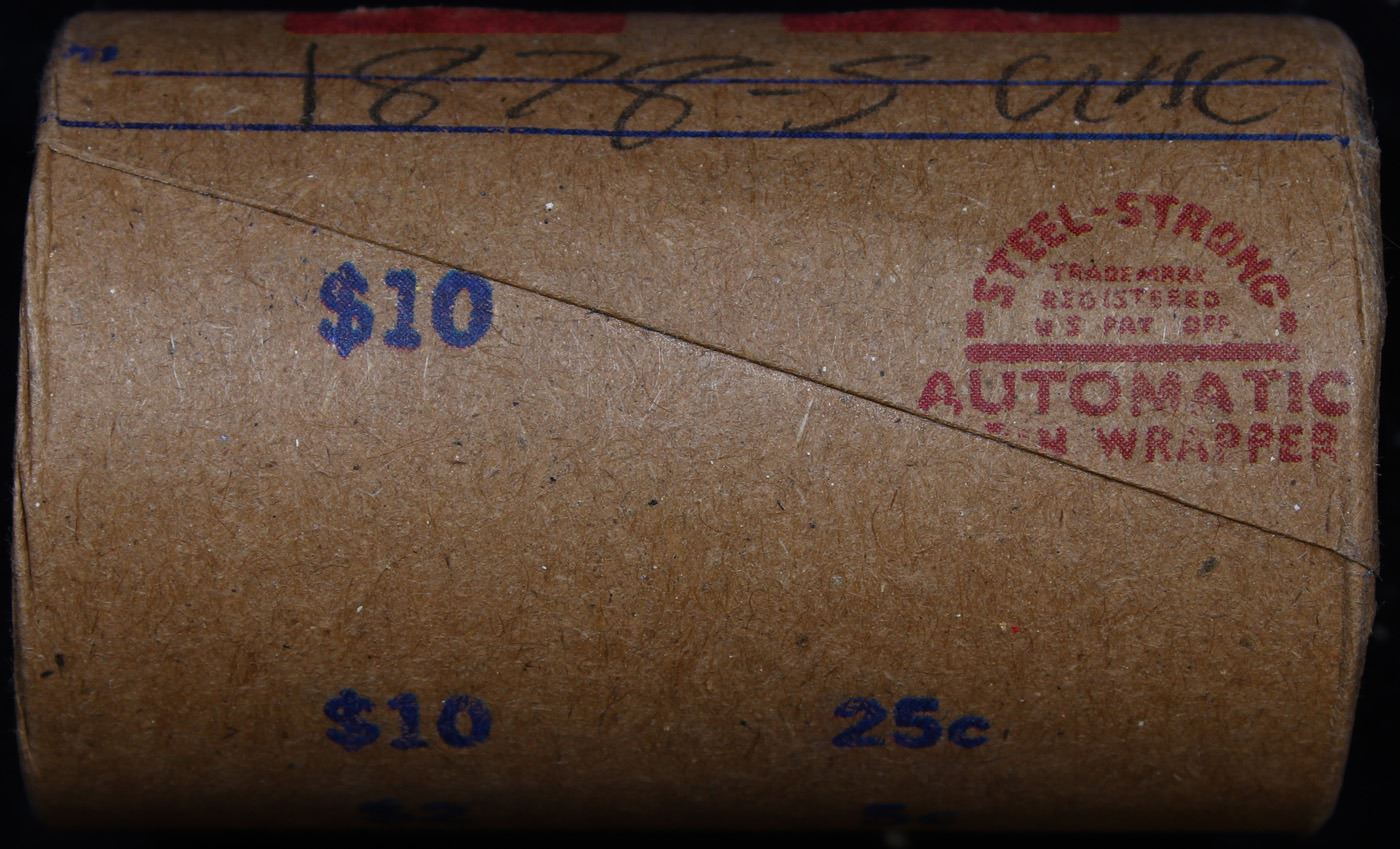 1878-S UNC
STEEL-STRONG
TRADEMARK
REGISTERED
U S PAT OFF.
$10
AUTOMATIC
WRAPPER
$10 25c